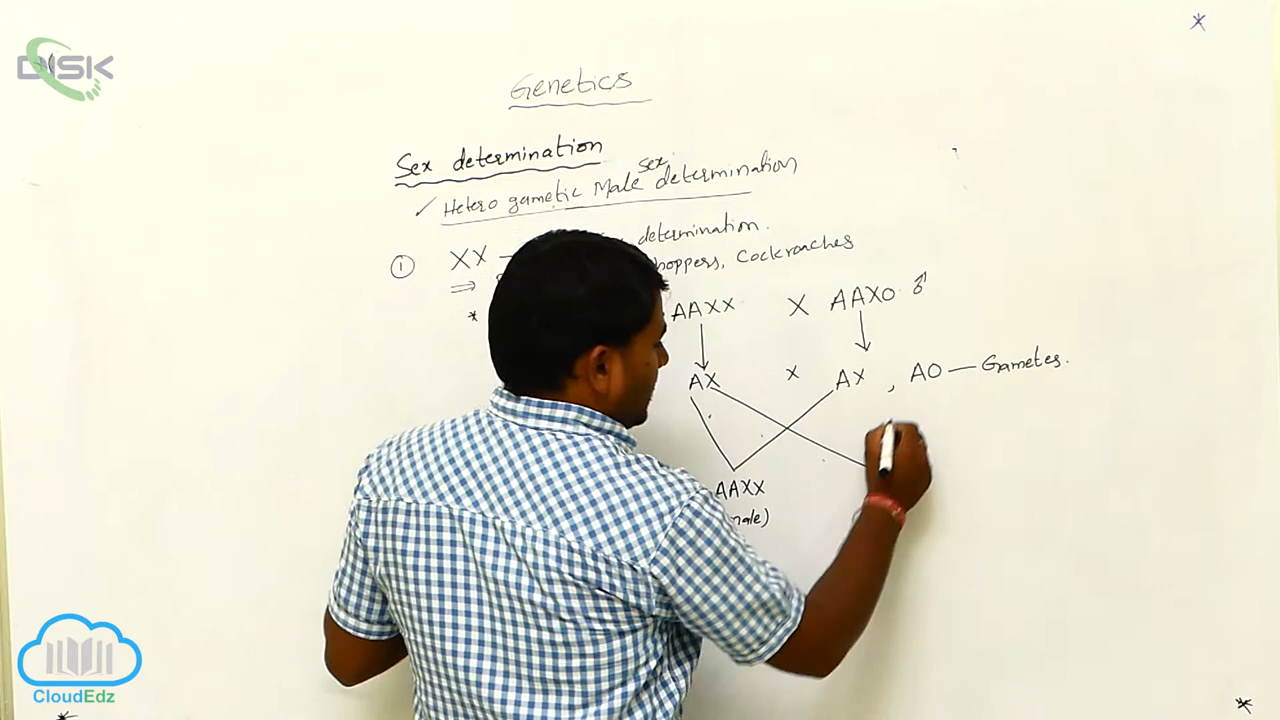 DISK
Genetics
Sex determination
✓ Hetero gametic Male sex determination
① XX — determination.
⇒ hoppers, Cockroaches
* AAXX X AAXO ♂
AX x AX , AO — Gametes.
AAXX
male)
CloudEdz